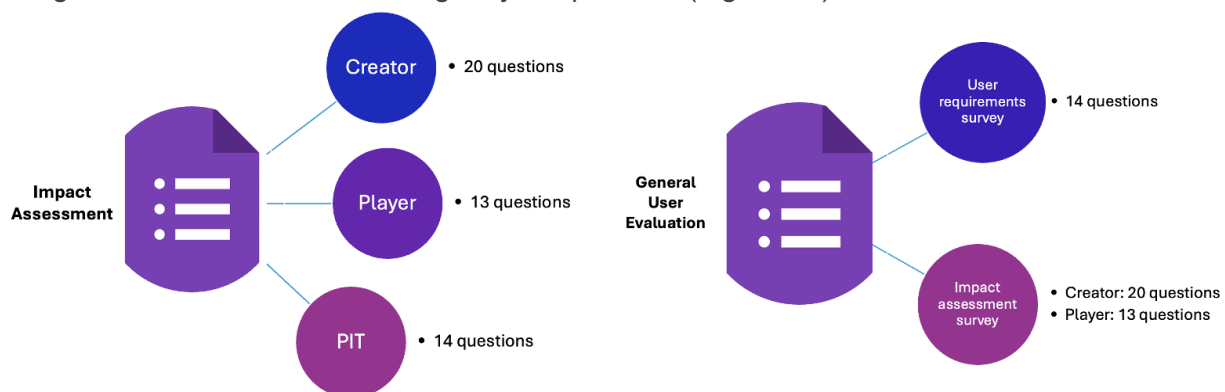 Creator
• 20 questions
Impact
Assessment
Player
• 13 questions
PIT
• 14 questions
General
User
Evaluation
User
requirements
survey
• 14 questions
Impact
assessment
survey
• Creator: 20 questions
• Player: 13 questions